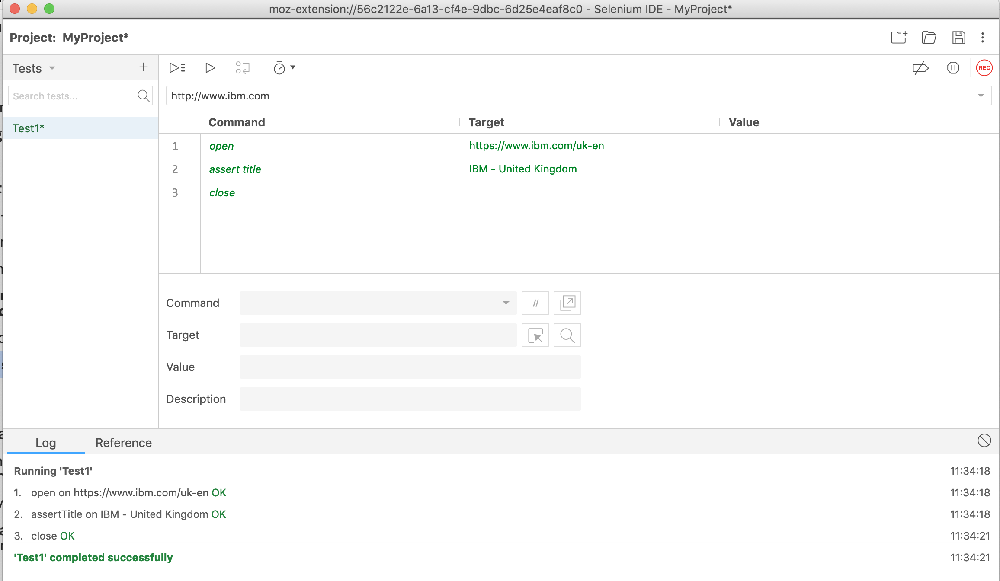 moz-extension://56c2122e-6a13-cf4e-9dbc-6d25e4eaf8c0 - Selenium IDE - MyProject*
Project: MyProject*
Tests
REC
Search tests...
http://www.ibm.com
Test1*
Command Target Value
1 open https://www.ibm.com/uk-en
2 assert title IBM - United Kingdom
3 close
Command //
Target
Value
Description
Log Reference
Running 'Test1' 11:34:18
1. open on https://www.ibm.com/uk-en OK 11:34:18
2. assertTitle on IBM - United Kingdom OK 11:34:18
3. close OK 11:34:21
'Test1' completed successfully 11:34:21